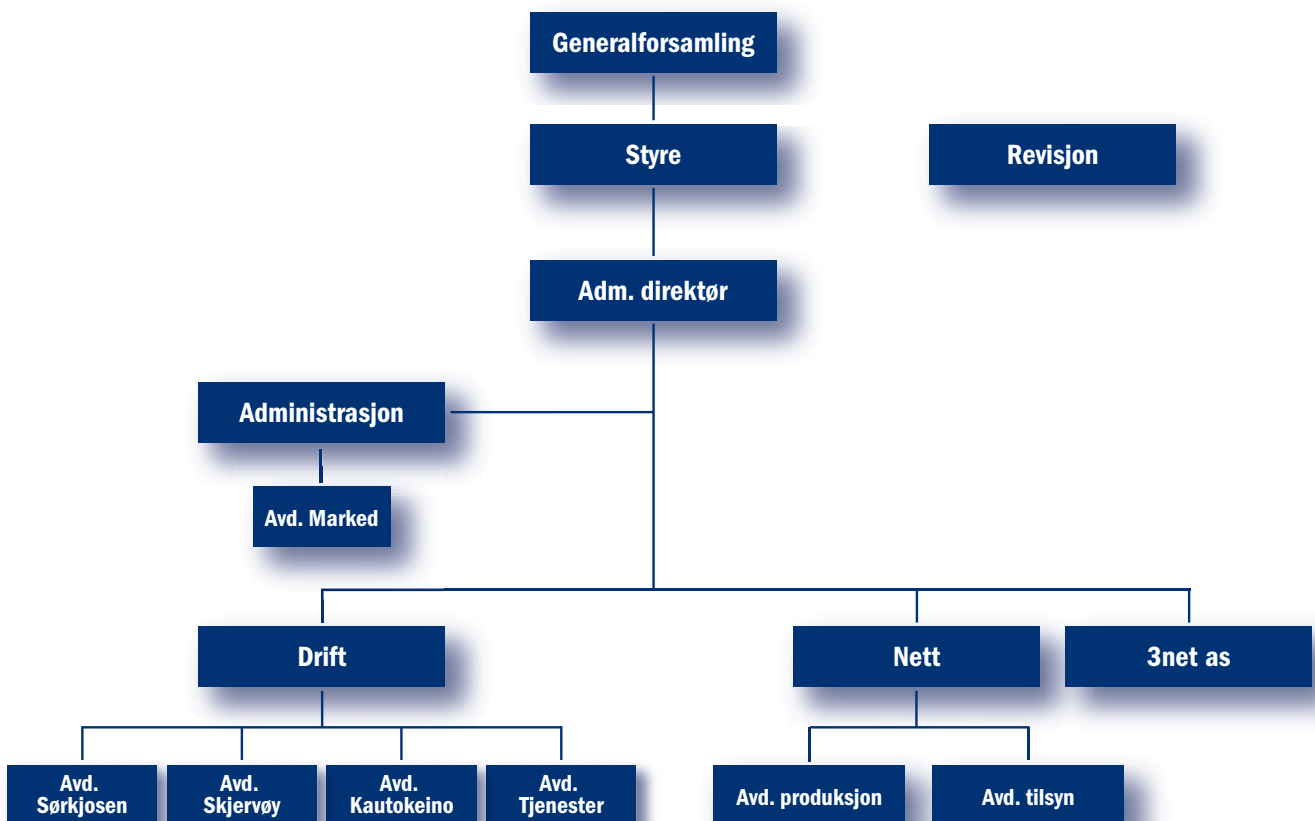 Generalforsamling
Styre
Revisjon
Adm. direktør
Administrasjon
Avd. Marked
Drift
Nett
3net as
Avd.
Sørkjosen
Avd.
Skjervøy
Avd.
Kautokeino
Avd.
Tjenester
Avd. produksjon
Avd. tilsyn